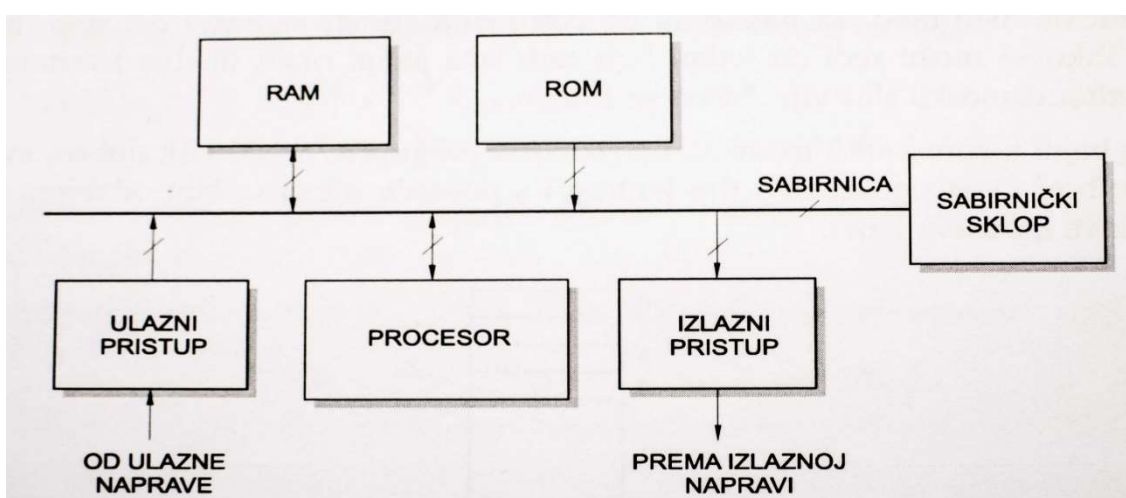 RAM
ROM
SABIRNICA
SABIRNIČKI
SKLOP
ULAZNI
PRISTUP
PROCESOR
IZLAZNI
PRISTUP
OD ULAZNE
NAPRAVE
PREMA IZLAZNOJ
NAPRAVI